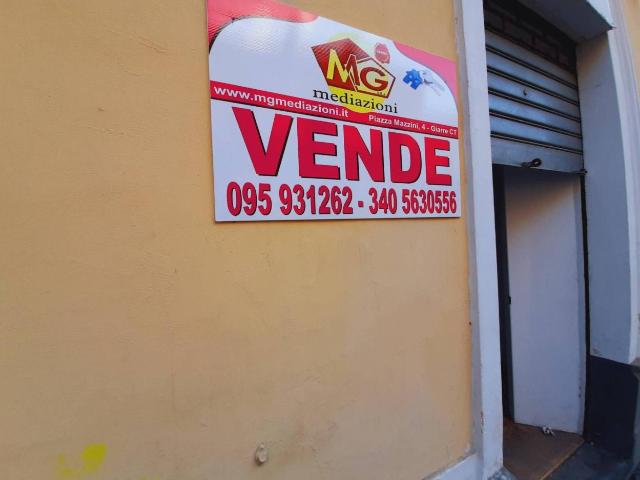 MG
mediazioni
www.mgmediazioni.it
Piazza Mazzini, 4 - Giarre CT
VENDE
095 931262 - 340 5630556